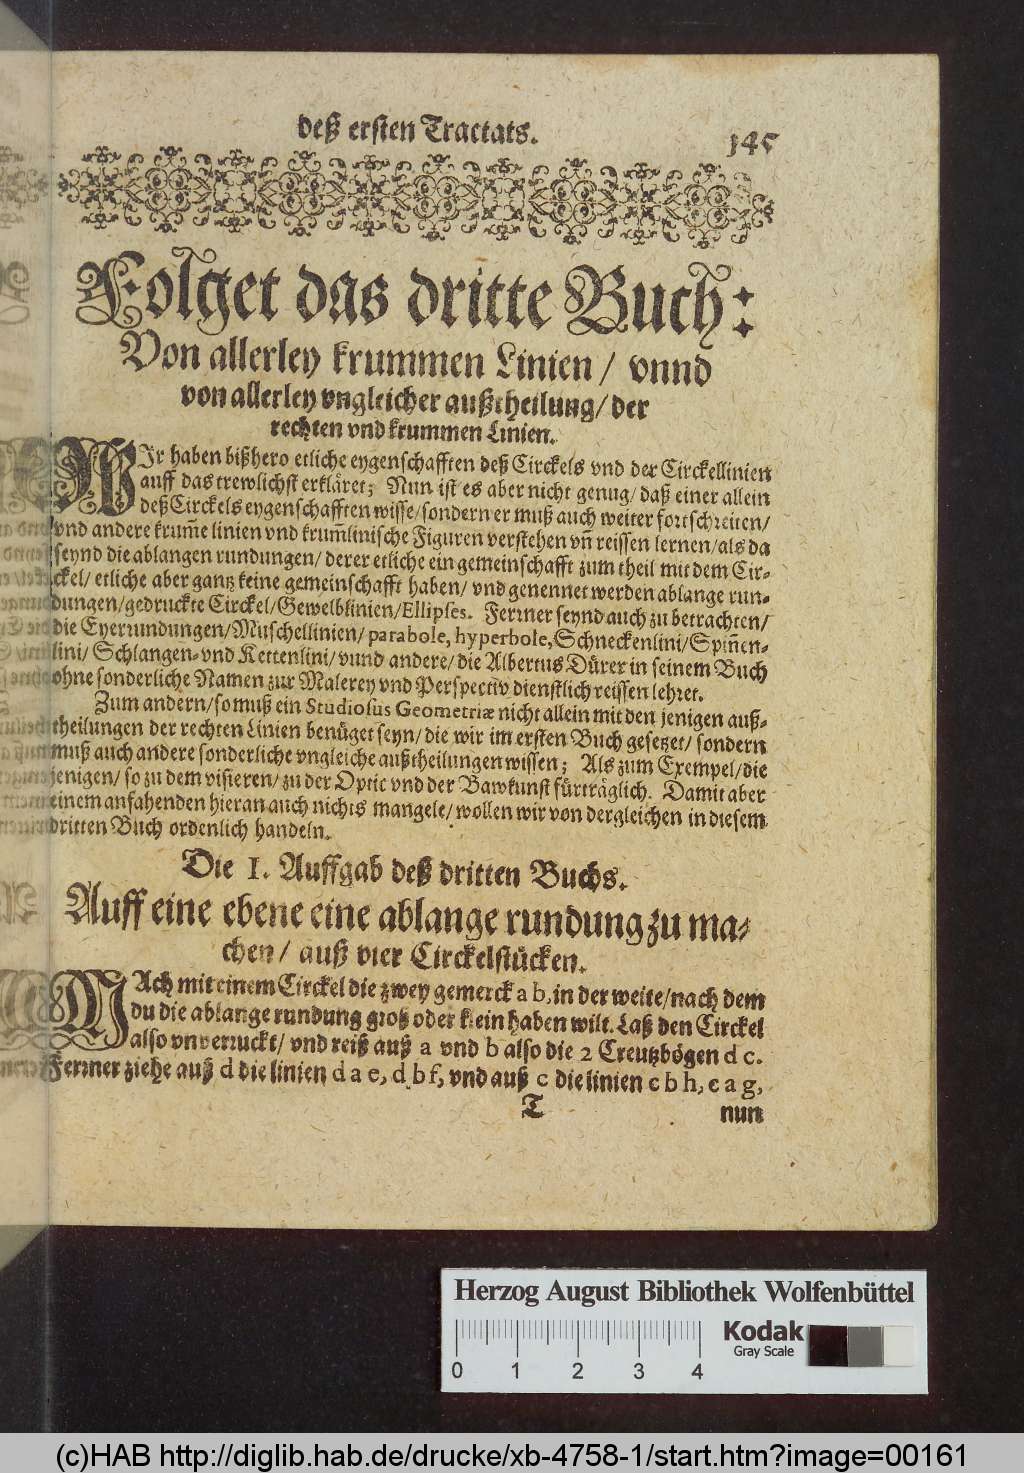 deß ersten Tractats.
145
Folget das dritte Buch:
Von allerley krummen Linien / vnnd
von allerley vngleicher außtheilung / der
rechten vnd krummen Linien.
WIr haben bißhero etliche eygenschafften deß Circkels vnd der Circkellinien
auff das trewlichst erkläret; Nun ist es aber nicht genug / daß einer allein
deß Circkels eygenschafften wisse / sondern er muß auch weiter fortschreiten /
vnd andere krum̃e linien vnd krum̃linische Figuren verstehen vñ reissen lernen / als da
seynd die ablangen rundungen / derer etliche ein gemeinschafft zum theil mit dem Cir-
ckel / etliche aber gantz keine gemeinschafft haben / vnd genennet werden ablange run-
dungen / gedruckte Circkel / Gewelblinien / Ellipses. Ferrner seynd auch zu betrachten /
die Eyerrundungen / Muschellinien / parabole, hyperbole, Schneckenlini / Spiñen-
lini / Schlangen- vnd Kettenlini / vund andere / die Albertus Dürer in seinem Buch
ohne sonderliche Namen zur Malerey vnd Perspectiv dienstlich reissen lehret.
Zum andern / so muß ein Studiosus Geometriæ nicht allein mit den jenigen auß-
theilungen der rechten Linien benüget seyn / die wir im ersten Buch gesetzet / sondern
muß auch andere sonderliche vngleiche außtheilungen wissen; Als zum Exempel / die
jenigen / so zu dem visieren / zu der Optic vnd der Bawkunst fürträglich. Damit aber
einem anfahenden hieran auch nichts mangele / wollen wir von dergleichen in diesem
dritten Buch ordenlich handeln.
Die I. Auffgab deß dritten Buchs.
Auff eine ebene eine ablange rundung zu ma-
chen / auß vier Circkelstücken.
NAch mit einem Circkel die zwey gemerck a b, in der weite / nach dem
du die ablange rundung groß oder klein haben wilt. Laß den Circkel
also vnverruckt / vnd reiß auß a vnd b also die 2 Creutzbögen d c.
Ferrner ziehe auß d die linien d a e, d b f, vnd auß c die linien c b h, c a g,
T
nun
Herzog August Bibliothek Wolfenbüttel
Kodak
Gray Scale
0 1 2 3 4
(c)HAB http://diglib.hab.de/drucke/xb-4758-1/start.htm?image=00161